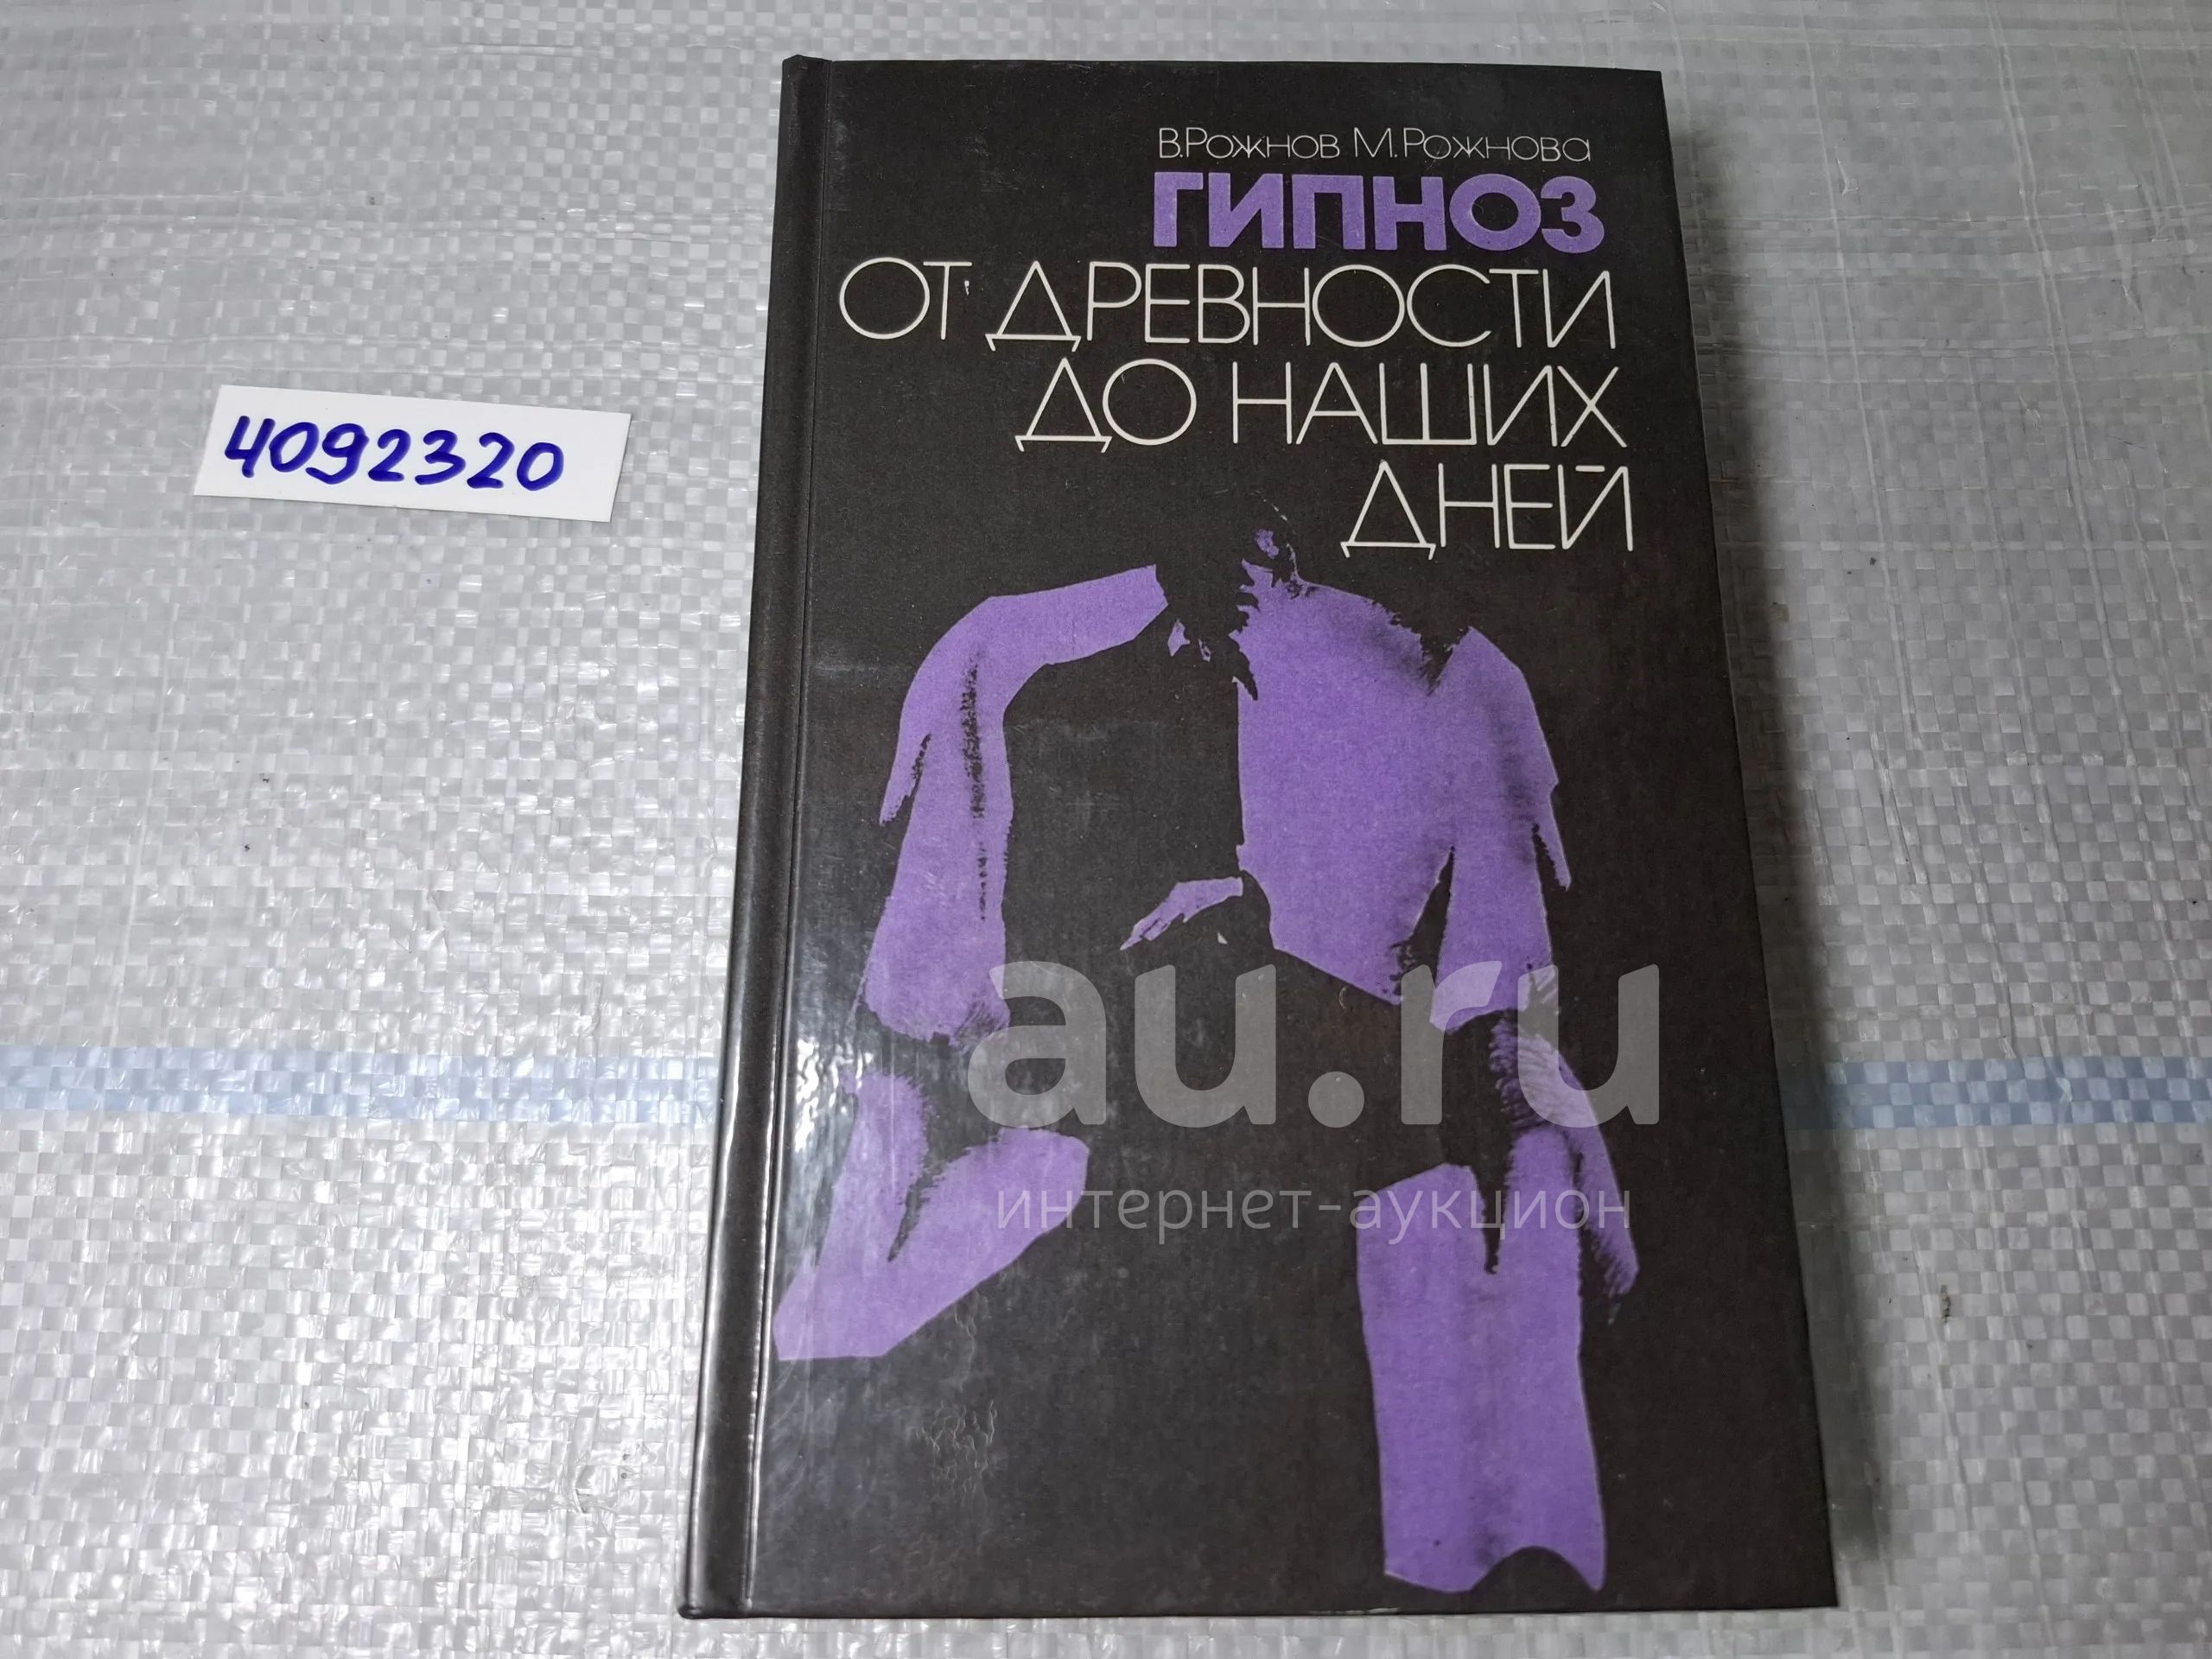 В.Рожнов М.Рожнова
ГИПНОЗ
ОТ ДРЕВНОСТИ
ДО НАШИХ
ДНЕЙ
4092320
au.ru
интернет-аукцион